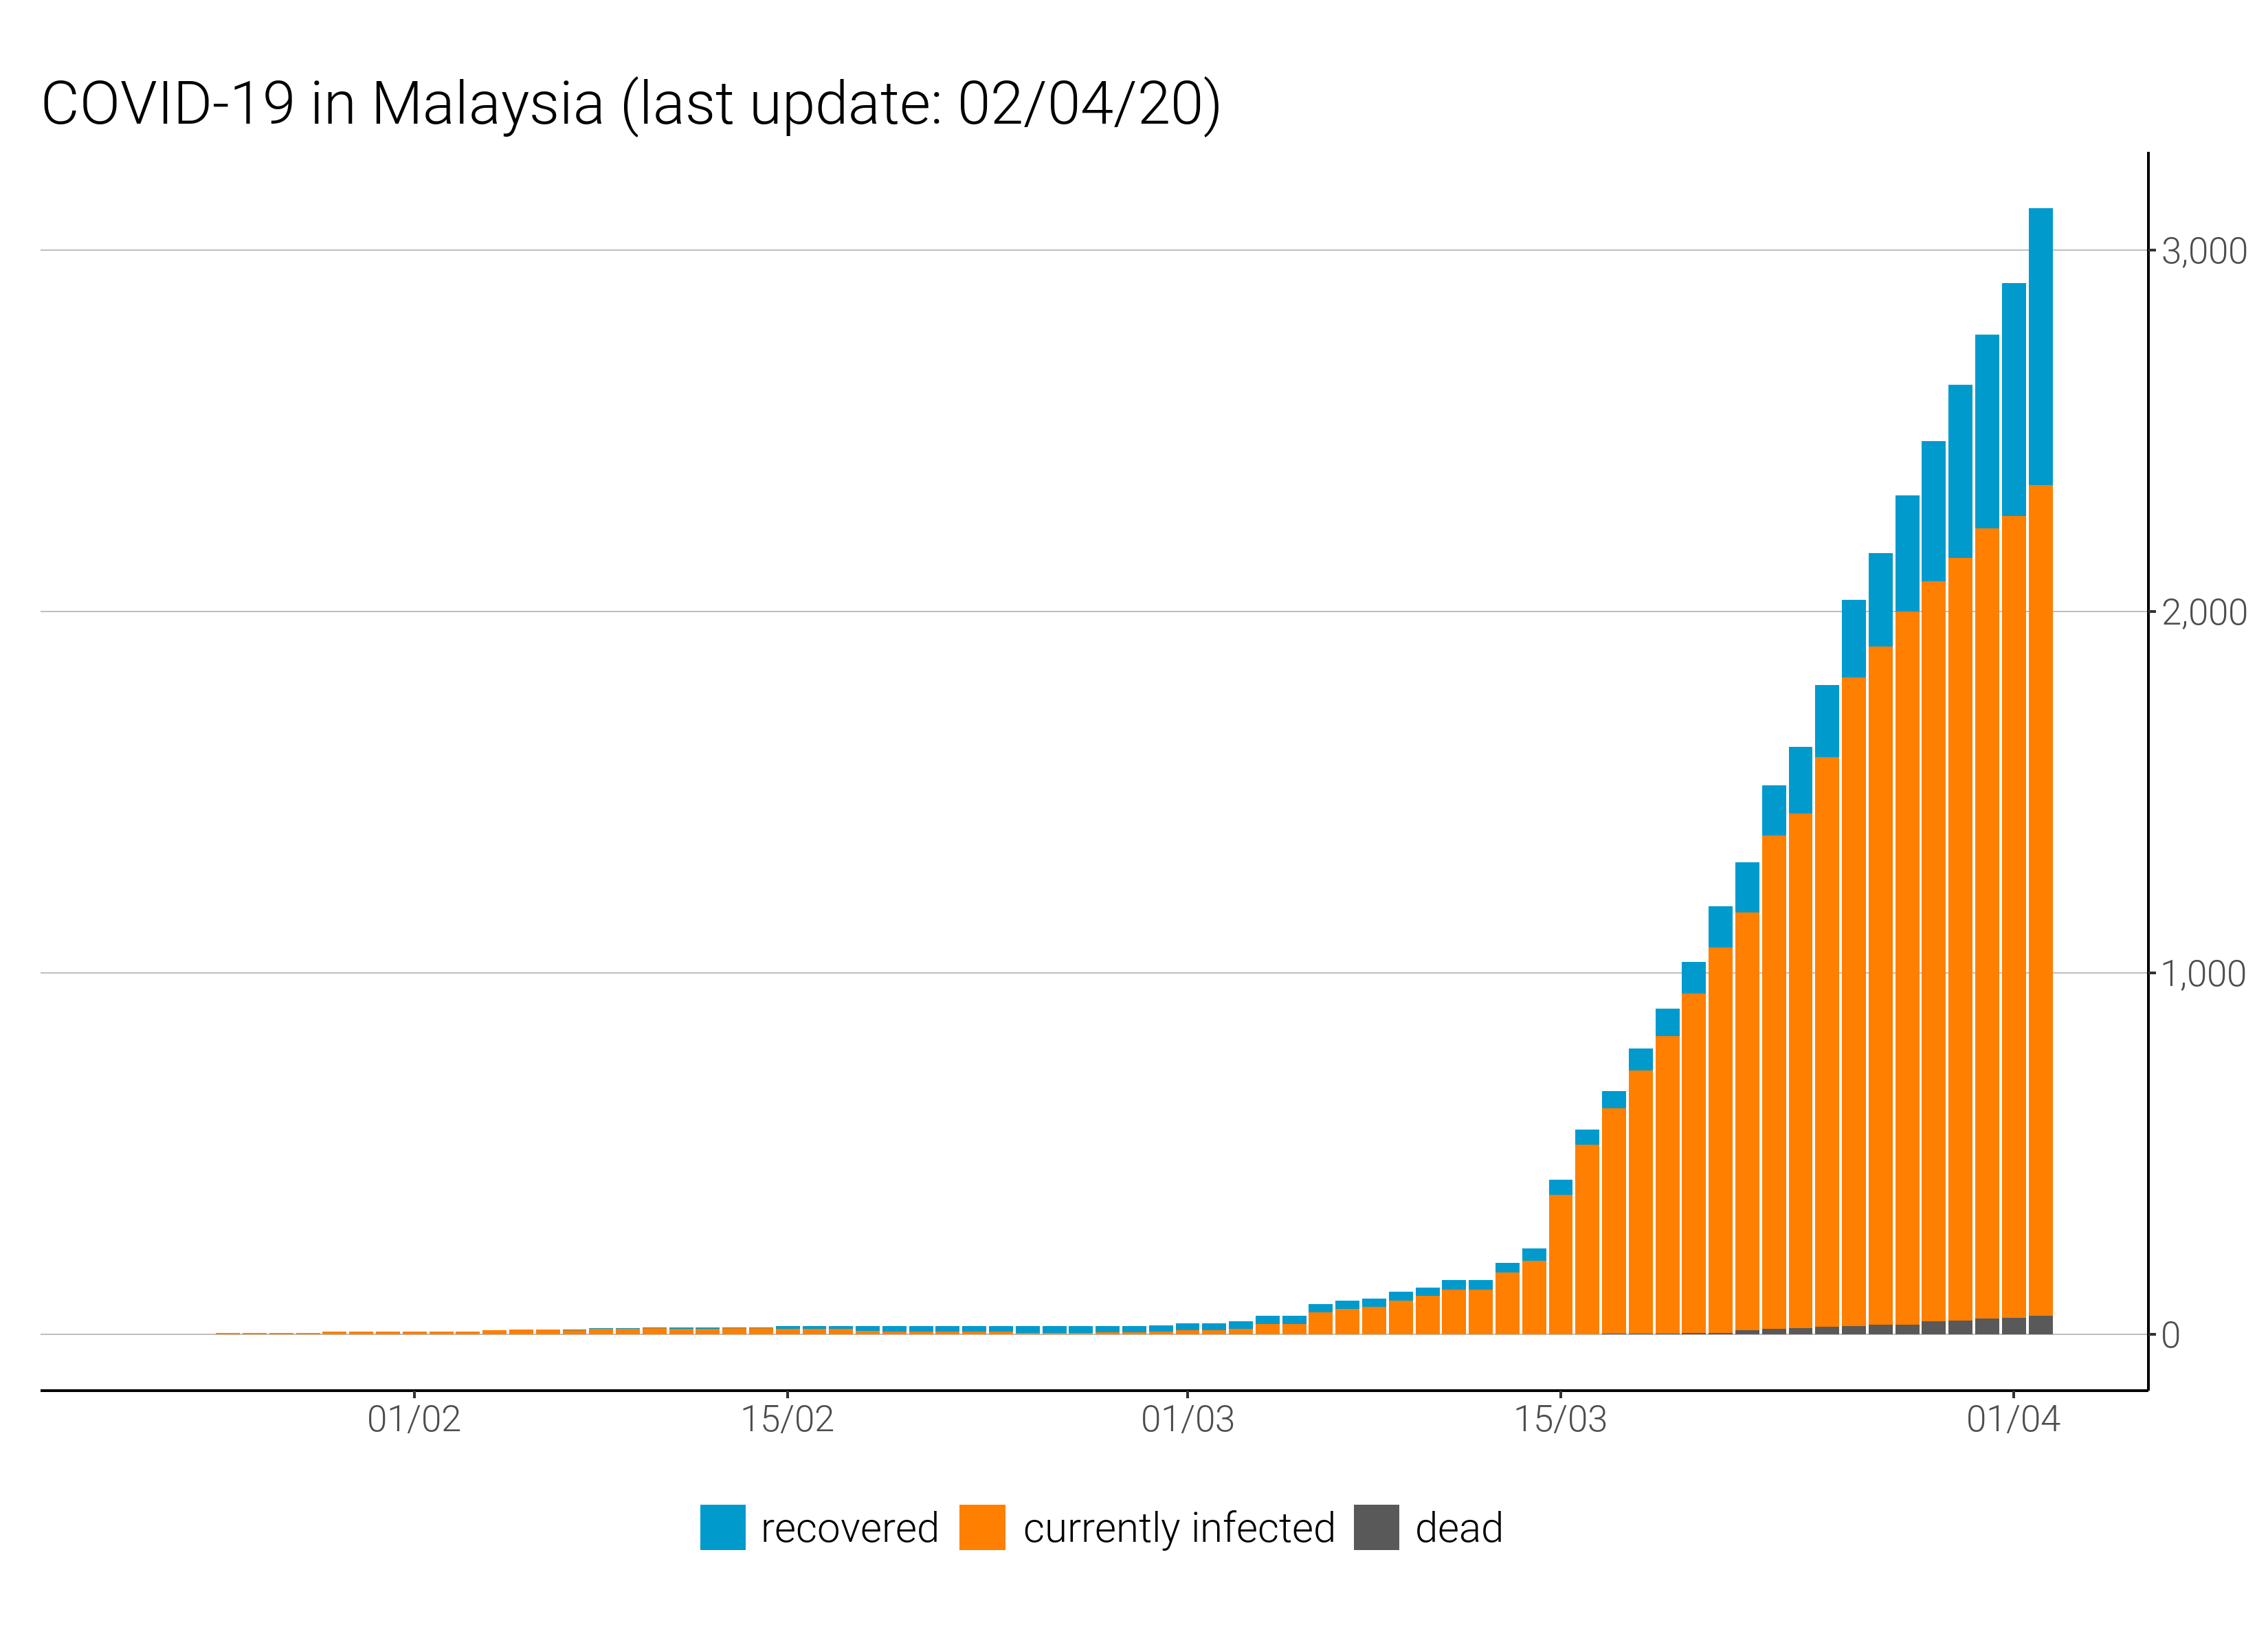 COVID-19 in Malaysia (last update: 02/04/20)
3,000
2,000
1,000
0
01/02 15/02 01/03 15/03 01/04
recovered currently infected dead